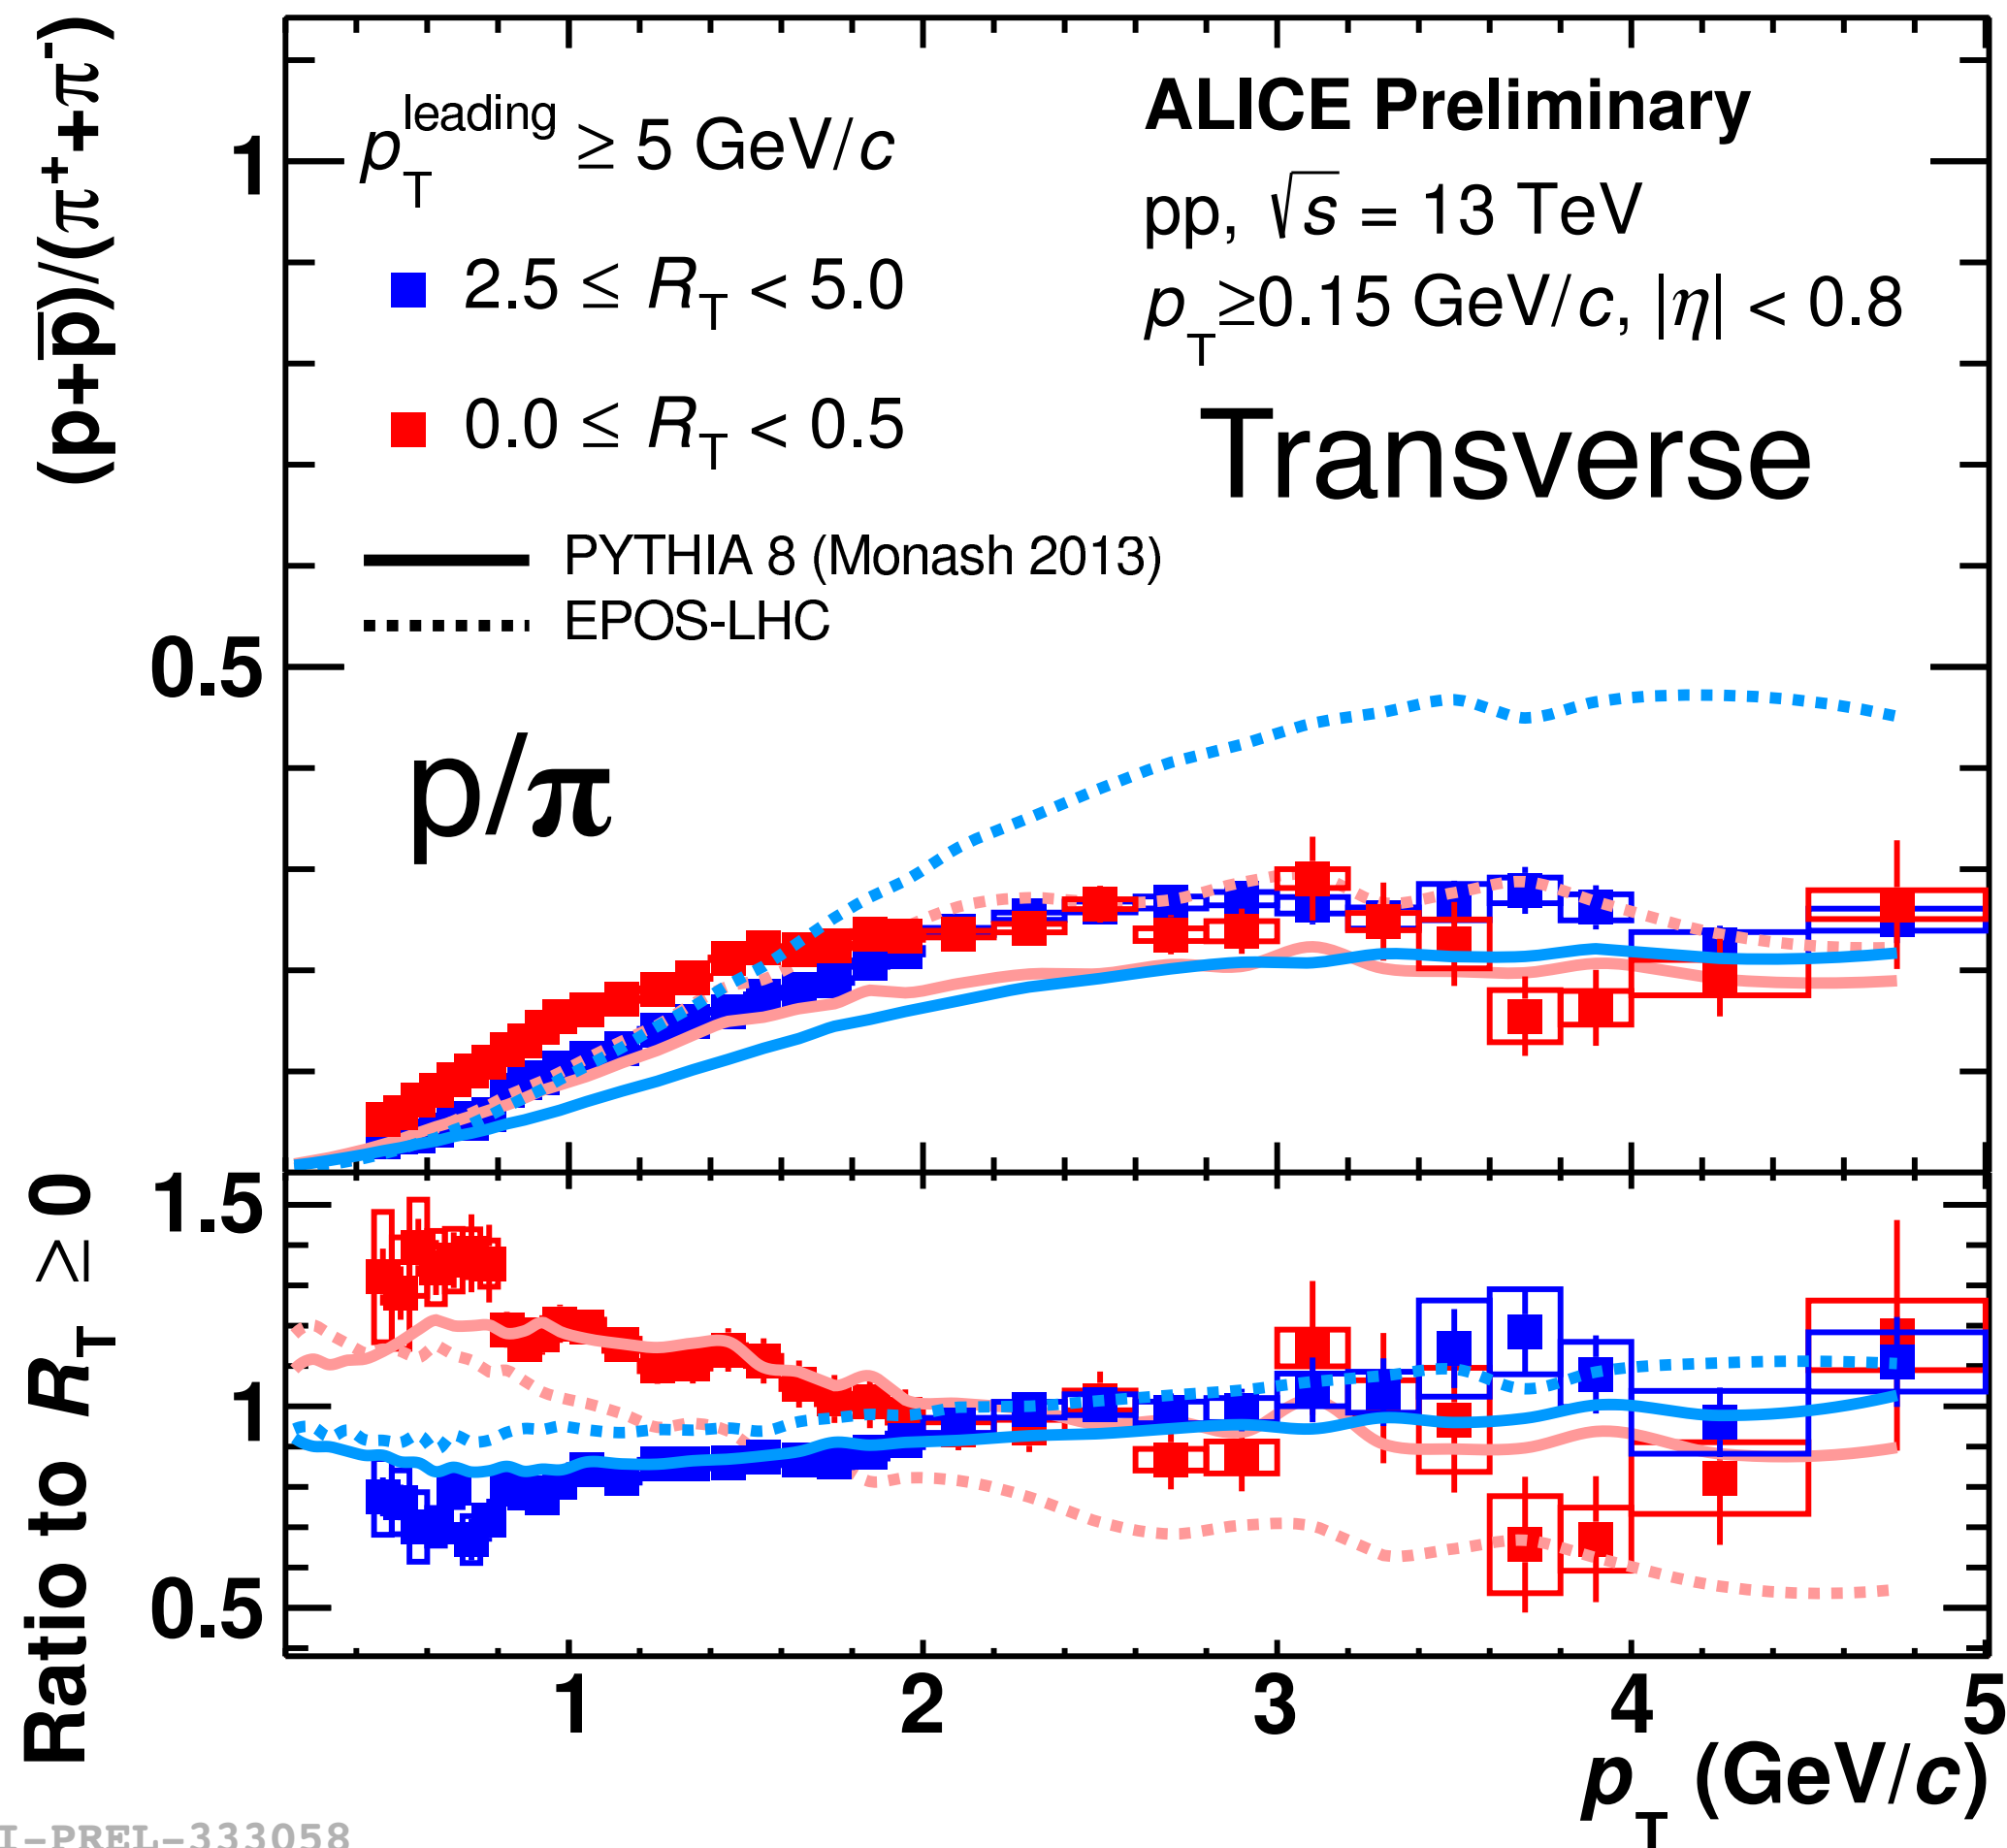 (p+p̅)/(π⁺+π⁻)
1
0.5
p_T^leading ≥ 5 GeV/c
2.5 ≤ R_T < 5.0
0.0 ≤ R_T < 0.5
PYTHIA 8 (Monash 2013)
EPOS-LHC
ALICE Preliminary
pp, √s = 13 TeV
p_T ≥0.15 GeV/c, |η| < 0.8
Transverse
p/π
Ratio to R_T ≥ 0
1.5
1
0.5
1 2 3 4 5
p_T (GeV/c)
I-PREL-333058